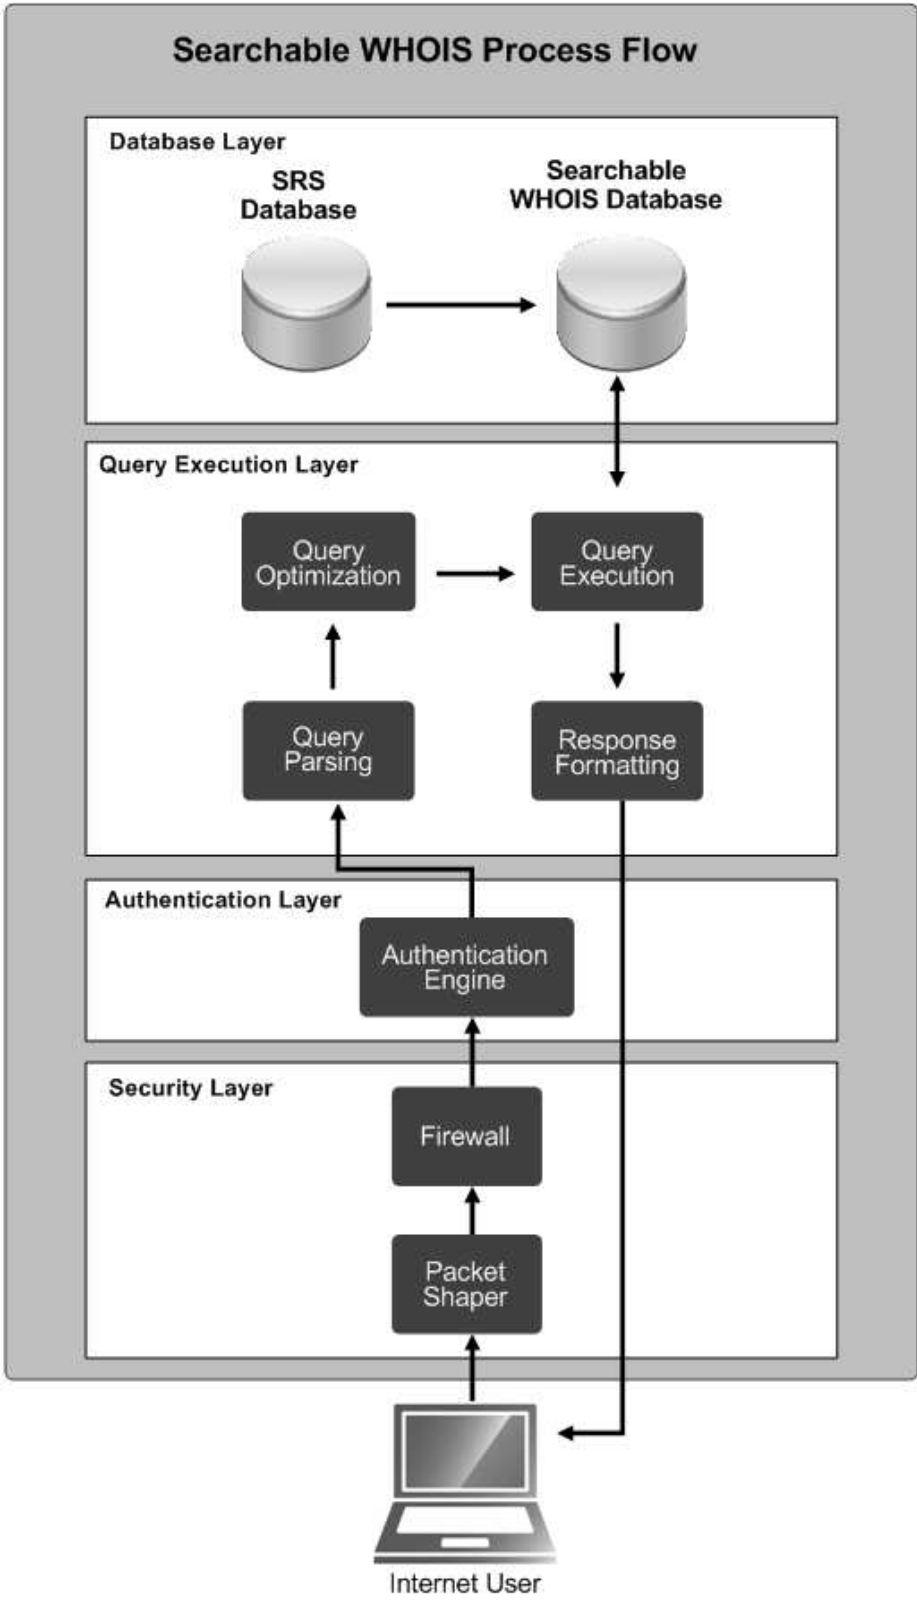 Searchable WHOIS Process Flow
Database Layer
SRS
Database
Searchable
WHOIS Database
Query Execution Layer
Query
Optimization
Query
Execution
Query
Parsing
Response
Formatting
Authentication Layer
Authentication
Engine
Security Layer
Firewall
Packet
Shaper
Internet User